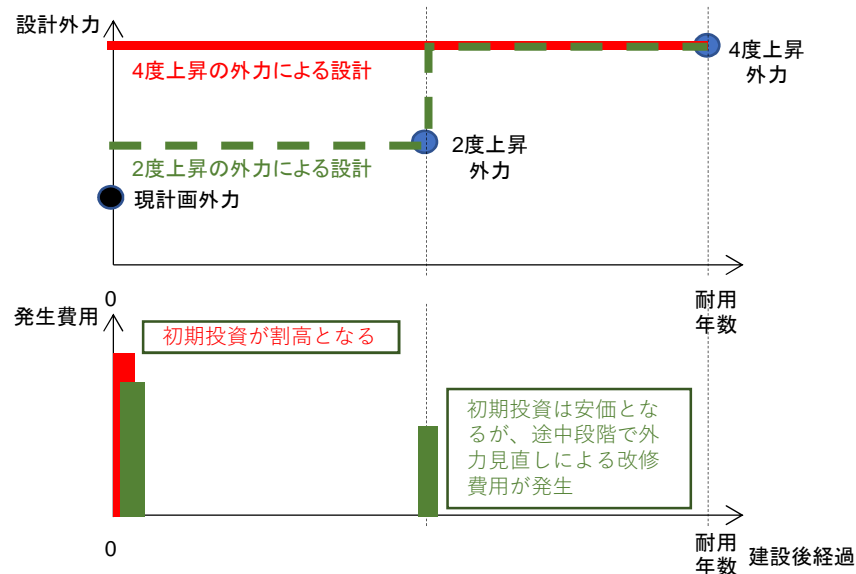 設計外力
4度上昇の外力による設計
4度上昇
外力
2度上昇
外力
2度上昇の外力による設計
現計画外力
0
耐用
年数
発生費用
初期投資が割高となる
初期投資は安価とな
るが、途中段階で外
力見直しによる改修
費用が発生
0
耐用
年数
建設後経過